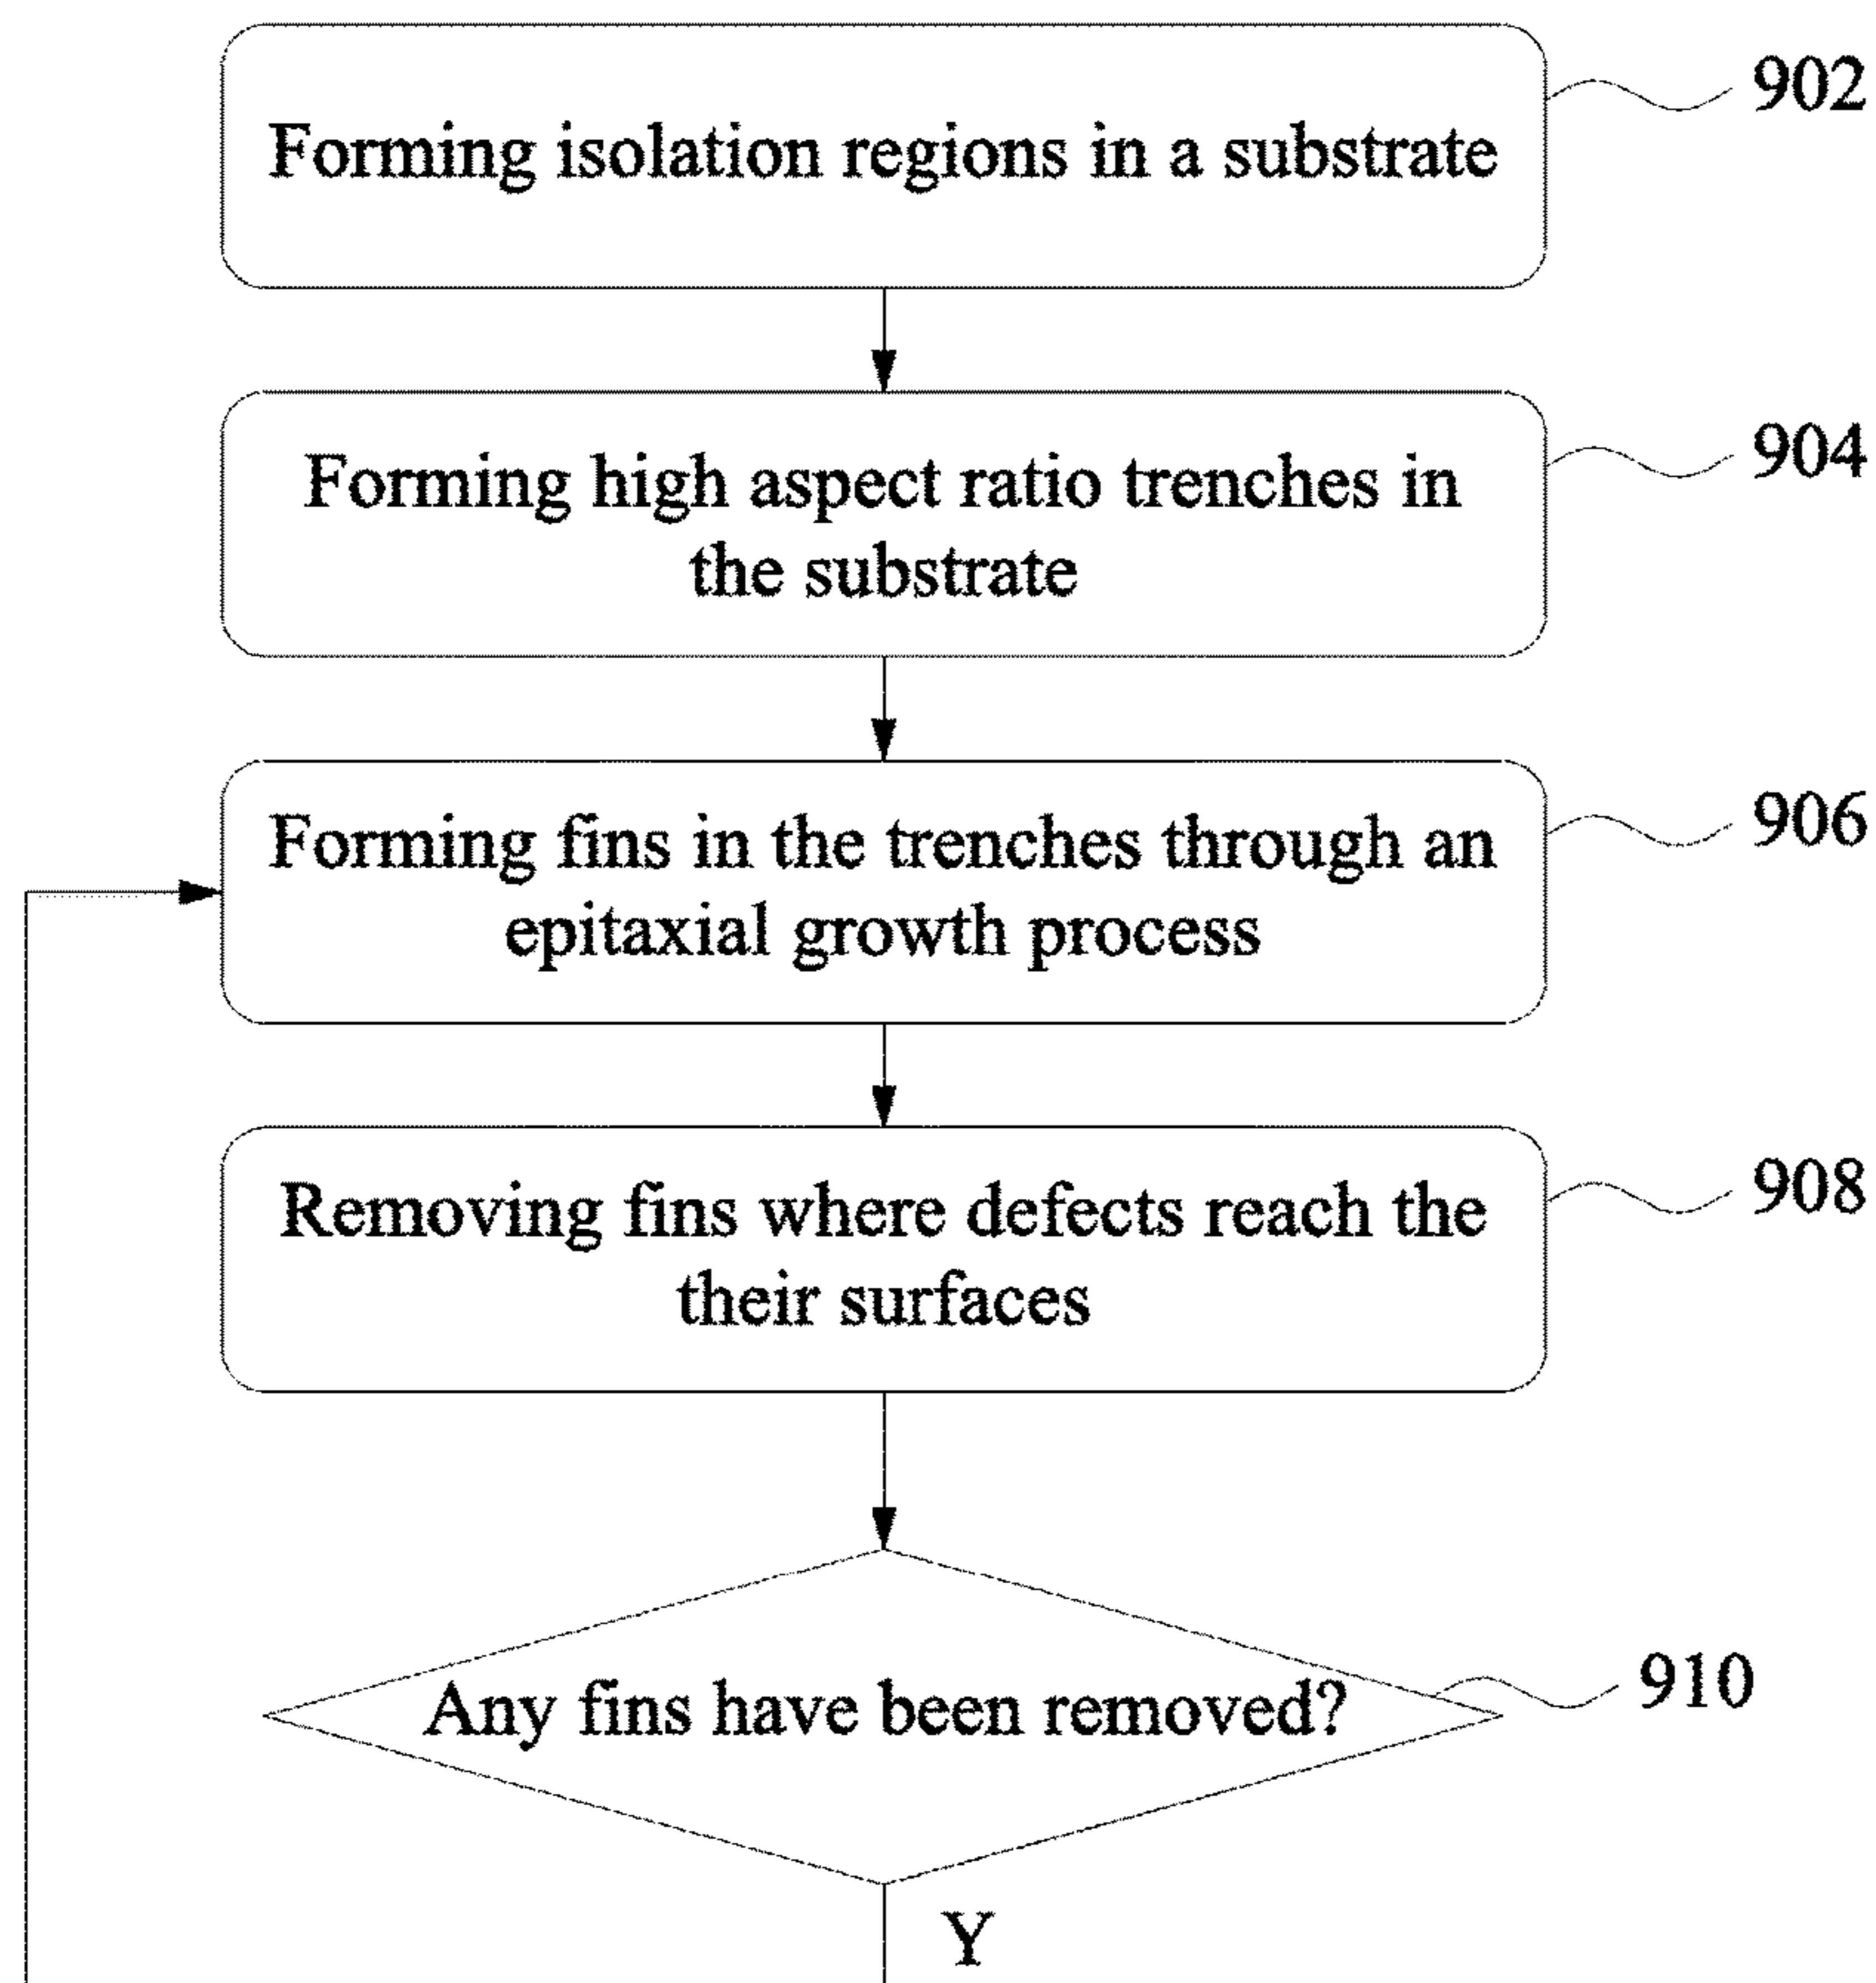 Forming isolation regions in a substrate
902
Forming high aspect ratio trenches in
the substrate
904
Forming fins in the trenches through an
epitaxial growth process
906
Removing fins where defects reach the
their surfaces
908
Any fins have been removed?
910
Y